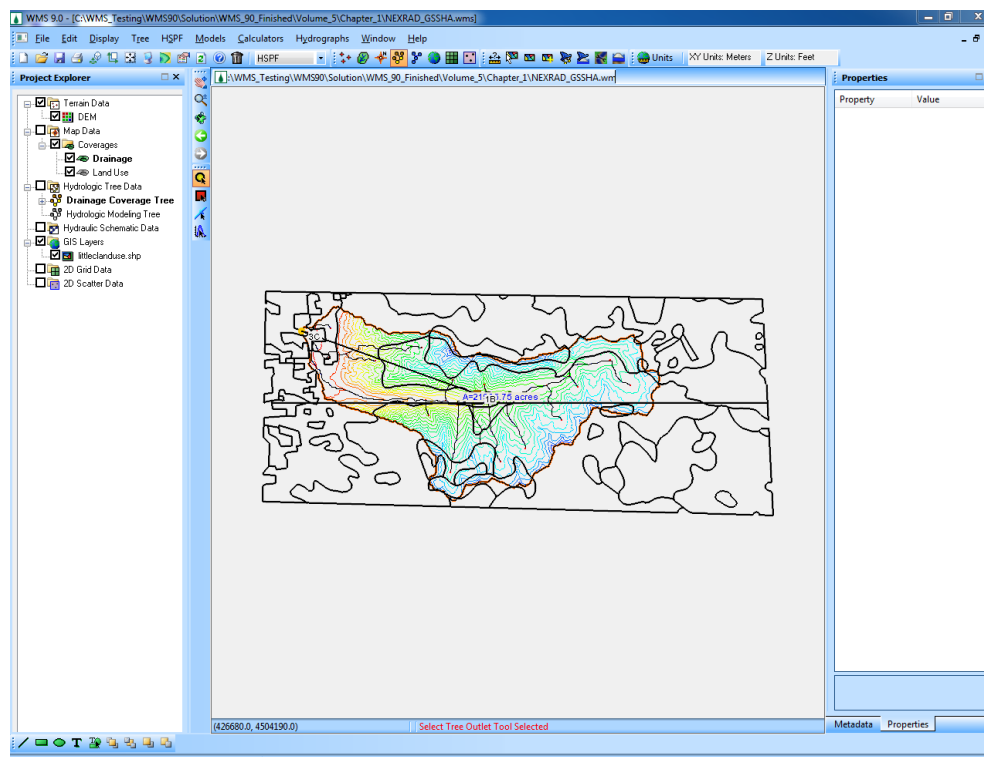 WMS 9.0 - [C:\WMS_Testing\WMS90\Solution\WMS_90_Finished\Volume_5\Chapter_1\NEXRAD_GSSHA.wms]
File Edit Display Tree HSPF Models Calculators Hydrographs Window Help
HSPF Units XY Units: Meters Z Units: Feet
Project Explorer
:\WMS_Testing\WMS90\Solution\WMS_90_Finished\Volume_5\Chapter_1\NEXRAD_GSSHA.wm
Properties
Property Value
Terrain Data
DEM
Map Data
Coverages
Drainage
Land Use
Hydrologic Tree Data
Drainage Coverage Tree
Hydrologic Modeling Tree
Hydraulic Schematic Data
GIS Layers
littleclanduse.shp
2D Grid Data
2D Scatter Data
3C
1B
acres
(426680.0, 4504190.0) Select Tree Outlet Tool Selected
Metadata Properties
T